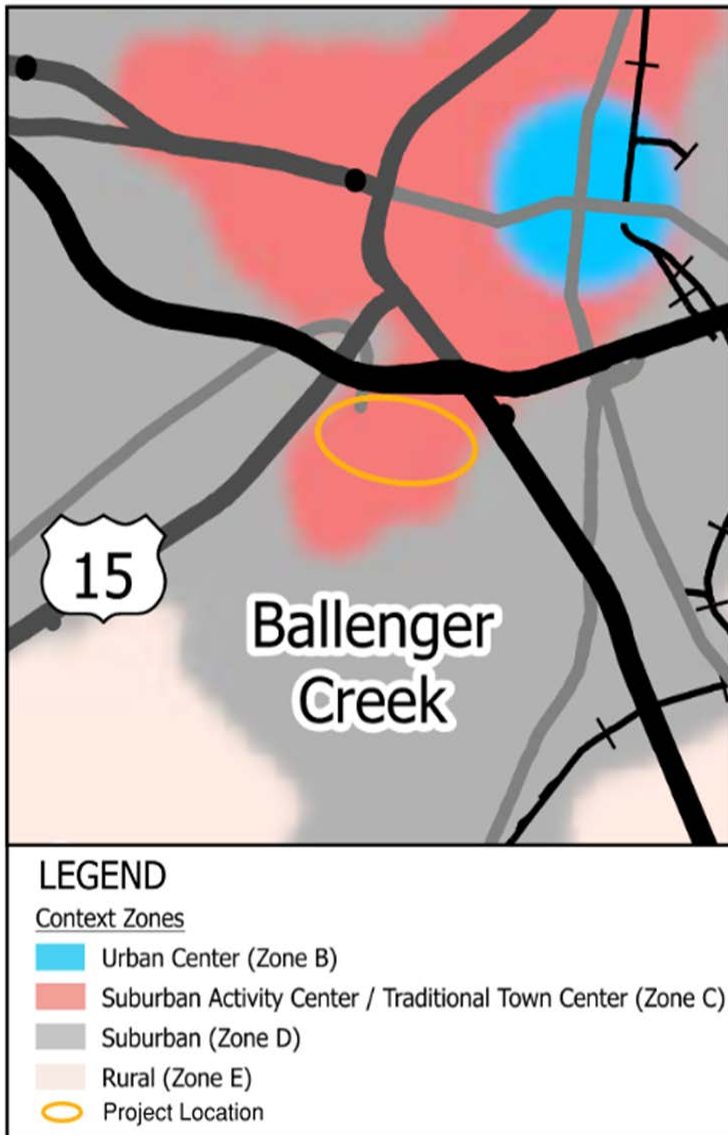 15
Ballenger
Creek
LEGEND
Context Zones
Urban Center (Zone B)
Suburban Activity Center / Traditional Town Center (Zone C)
Suburban (Zone D)
Rural (Zone E)
Project Location